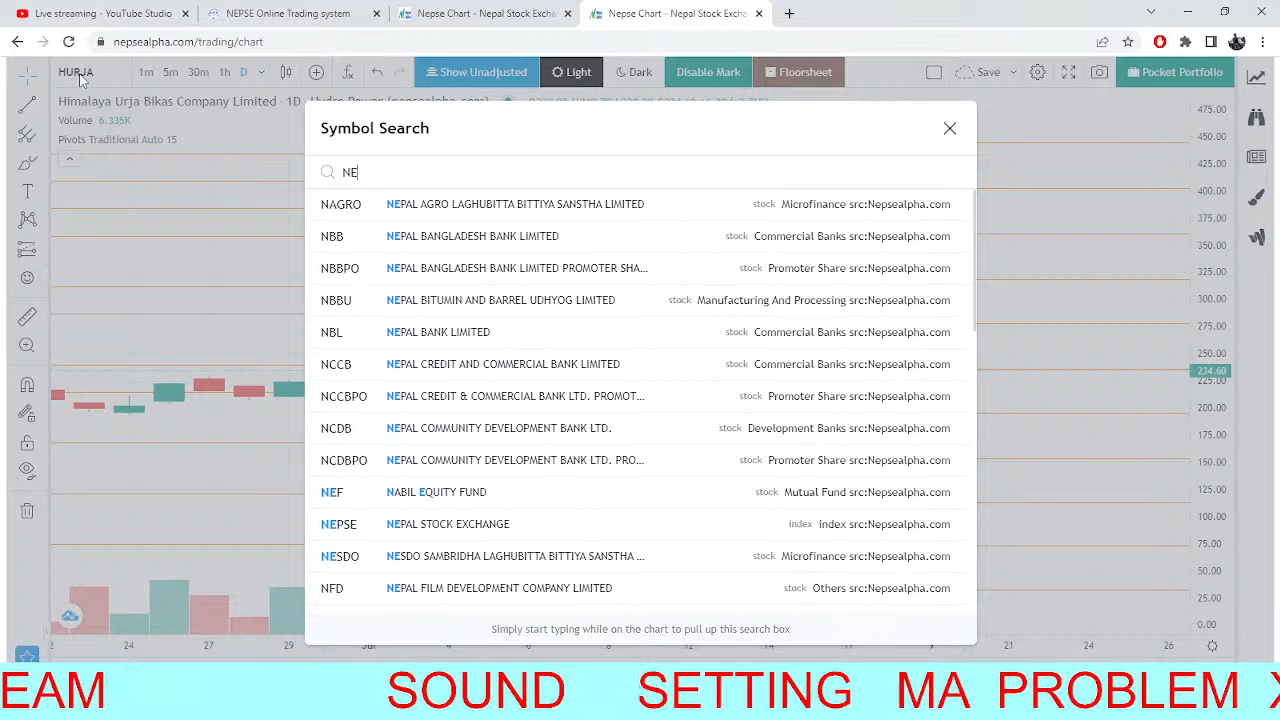 Live streaming - YouTube Studio
NEPSE Online Trading system
Nepse Chart - Nepal Stock Excha
Nepse Chart - Nepal Stock Excha
nepsealpha.com/trading/chart
HURJA 1m 5m 30m 1h D Show Unadjusted Light Dark Disable Mark Floorsheet Save Pocket Portfolio
Himalaya Urja Bikas Company Limited · 1D · Hydro Power (nepsealpha.com)
Volume 6.335K
Pivots Traditional Auto 15
Symbol Search
NE
NAGRO NEPAL AGRO LAGHUBITTA BITTIYA SANSTHA LIMITED stock Microfinance src:Nepsealpha.com
NBB NEPAL BANGLADESH BANK LIMITED stock Commercial Banks src:Nepsealpha.com
NBBPO NEPAL BANGLADESH BANK LIMITED PROMOTER SHA... stock Promoter Share src:Nepsealpha.com
NBBU NEPAL BITUMIN AND BARREL UDHYOG LIMITED stock Manufacturing And Processing src:Nepsealpha.com
NBL NEPAL BANK LIMITED stock Commercial Banks src:Nepsealpha.com
NCCB NEPAL CREDIT AND COMMERCIAL BANK LIMITED stock Commercial Banks src:Nepsealpha.com
NCCBPO NEPAL CREDIT & COMMERCIAL BANK LTD. PROMOT... stock Promoter Share src:Nepsealpha.com
NCDB NEPAL COMMUNITY DEVELOPMENT BANK LTD. stock Development Banks src:Nepsealpha.com
NCDBPO NEPAL COMMUNITY DEVELOPMENT BANK LTD. PRO... stock Promoter Share src:Nepsealpha.com
NEF NABIL EQUITY FUND stock Mutual Fund src:Nepsealpha.com
NEPSE NEPAL STOCK EXCHANGE index index src:Nepsealpha.com
NESDO NESDO SAMBRIDHA LAGHUBITTA BITTIYA SANSTHA ... stock Microfinance src:Nepsealpha.com
NFD NEPAL FILM DEVELOPMENT COMPANY LIMITED stock Others src:Nepsealpha.com
Simply start typing while on the chart to pull up this search box
475.00
450.00
425.00
400.00
375.00
350.00
325.00
300.00
275.00
250.00
234.60
225.00
200.00
175.00
150.00
125.00
100.00
75.00
50.00
25.00
0.00
2 24 27 29 Jul 4 6 11 21 24 26
EAM SOUND SETTING MA PROBLEM X